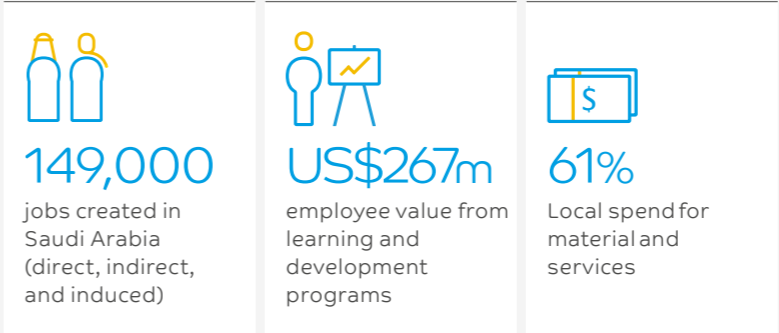 149,000
jobs created in
Saudi Arabia
(direct, indirect,
and induced)
US$267m
employee value from
learning and
development
programs
$
61%
Local spend for
material and
services